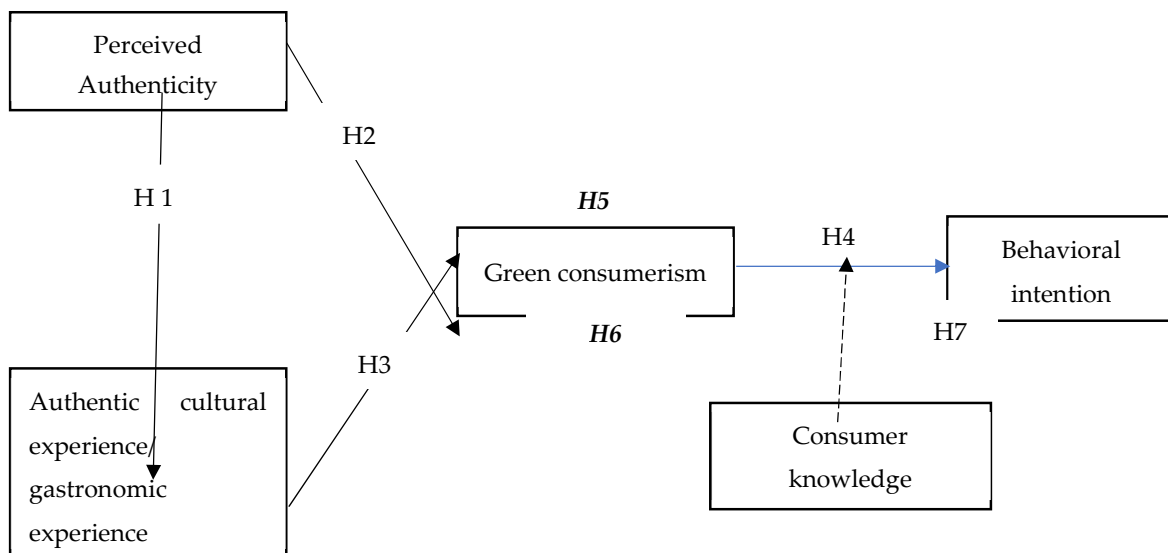 Perceived
Authenticity
H2
H 1
H5
H4
Green consumerism
Behavioral
intention
H6
H7
H3
Authentic cultural
experience/
gastronomic
experience
Consumer
knowledge